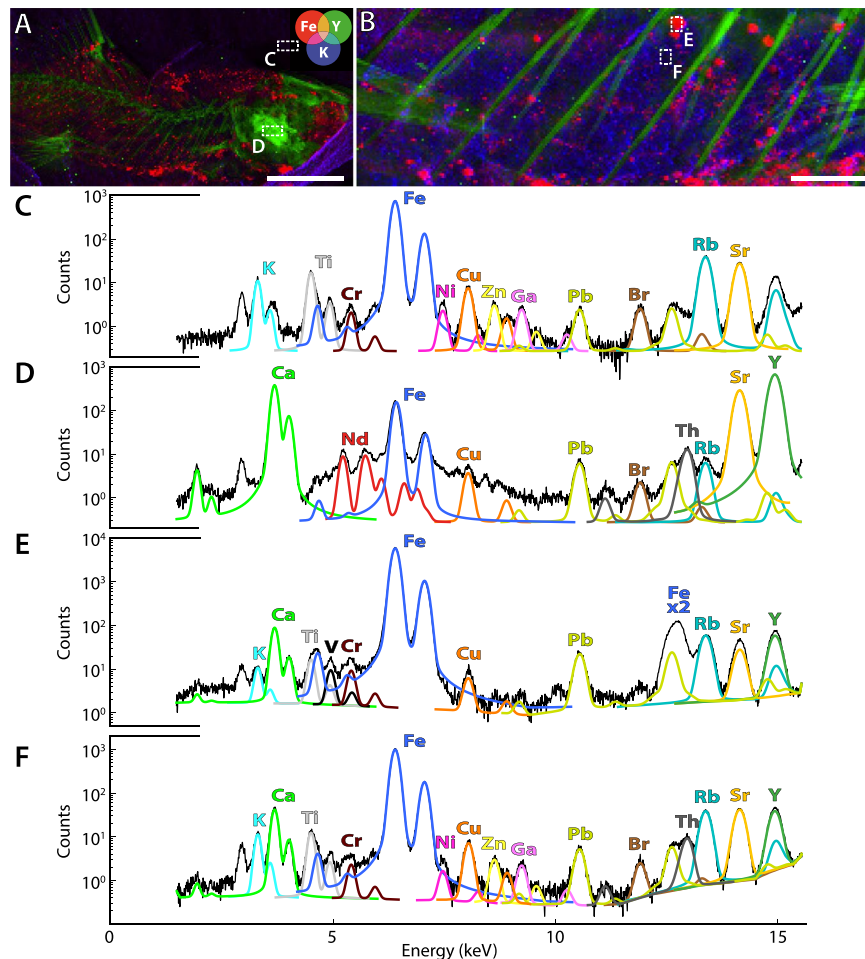 A
Fe Y
K
C
D
B
E
F
C
10³
10²
10¹
10⁰
Counts
K
Ti
Cr
Fe
Ni
Cu
Zn
Ga
Pb
Br
Rb
Sr
D
10³
10²
10¹
10⁰
Counts
Ca
Nd
Fe
Cu
Pb
Br
Th
Rb
Sr
Y
E
10⁴
10³
10²
10¹
10⁰
Counts
K
Ca
Ti
V
Cr
Fe
Cu
Pb
Fe
x2
Rb
Sr
Y
F
10³
10²
10¹
10⁰
Counts
K
Ca
Ti
Cr
Fe
Ni
Cu
Zn
Ga
Pb
Br
Th
Rb
Sr
Y
0 5 10 15
Energy (keV)